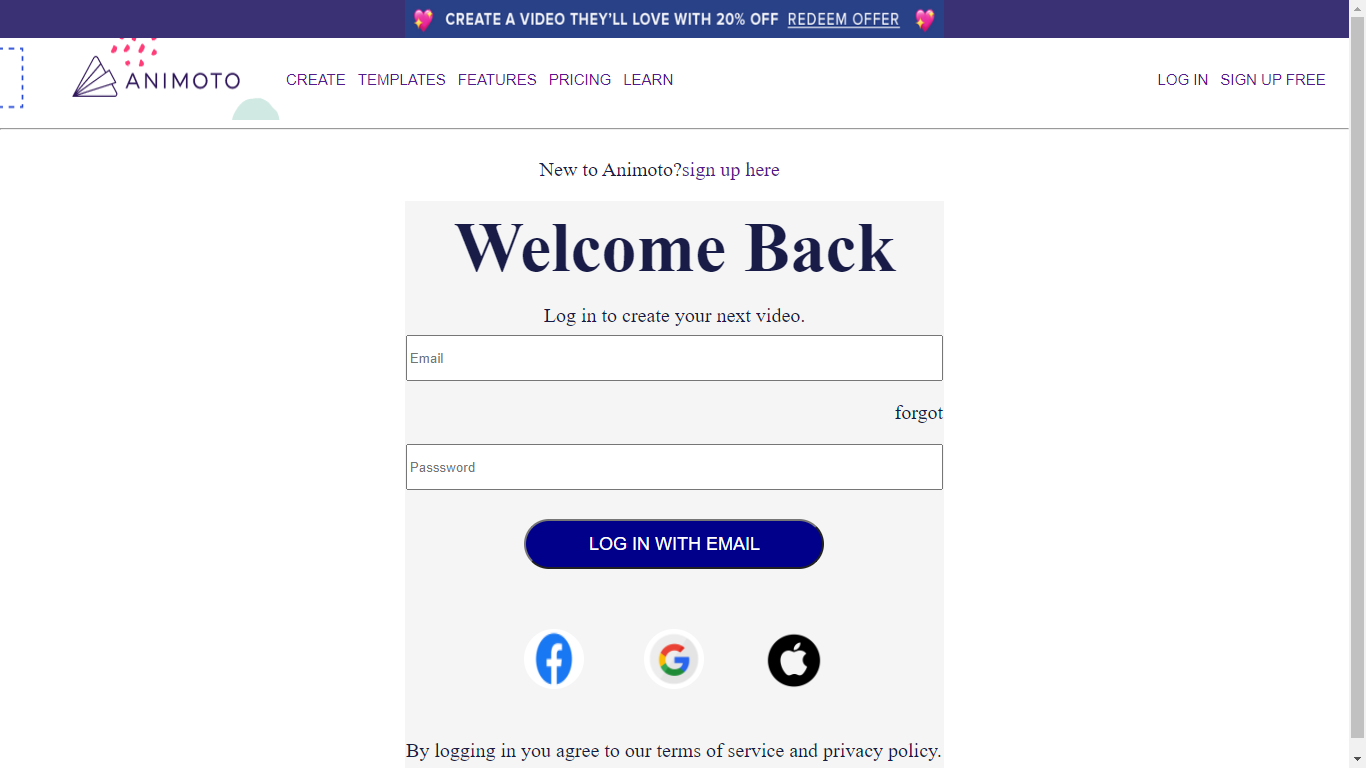 CREATE A VIDEO THEY'LL LOVE WITH 20% OFF REDEEM OFFER
ANIMOTO CREATE TEMPLATES FEATURES PRICING LEARN LOG IN SIGN UP FREE
New to Animoto?sign up here
Welcome Back
Log in to create your next video.
Email
forgot
Passsword
LOG IN WITH EMAIL
By logging in you agree to our terms of service and privacy policy.